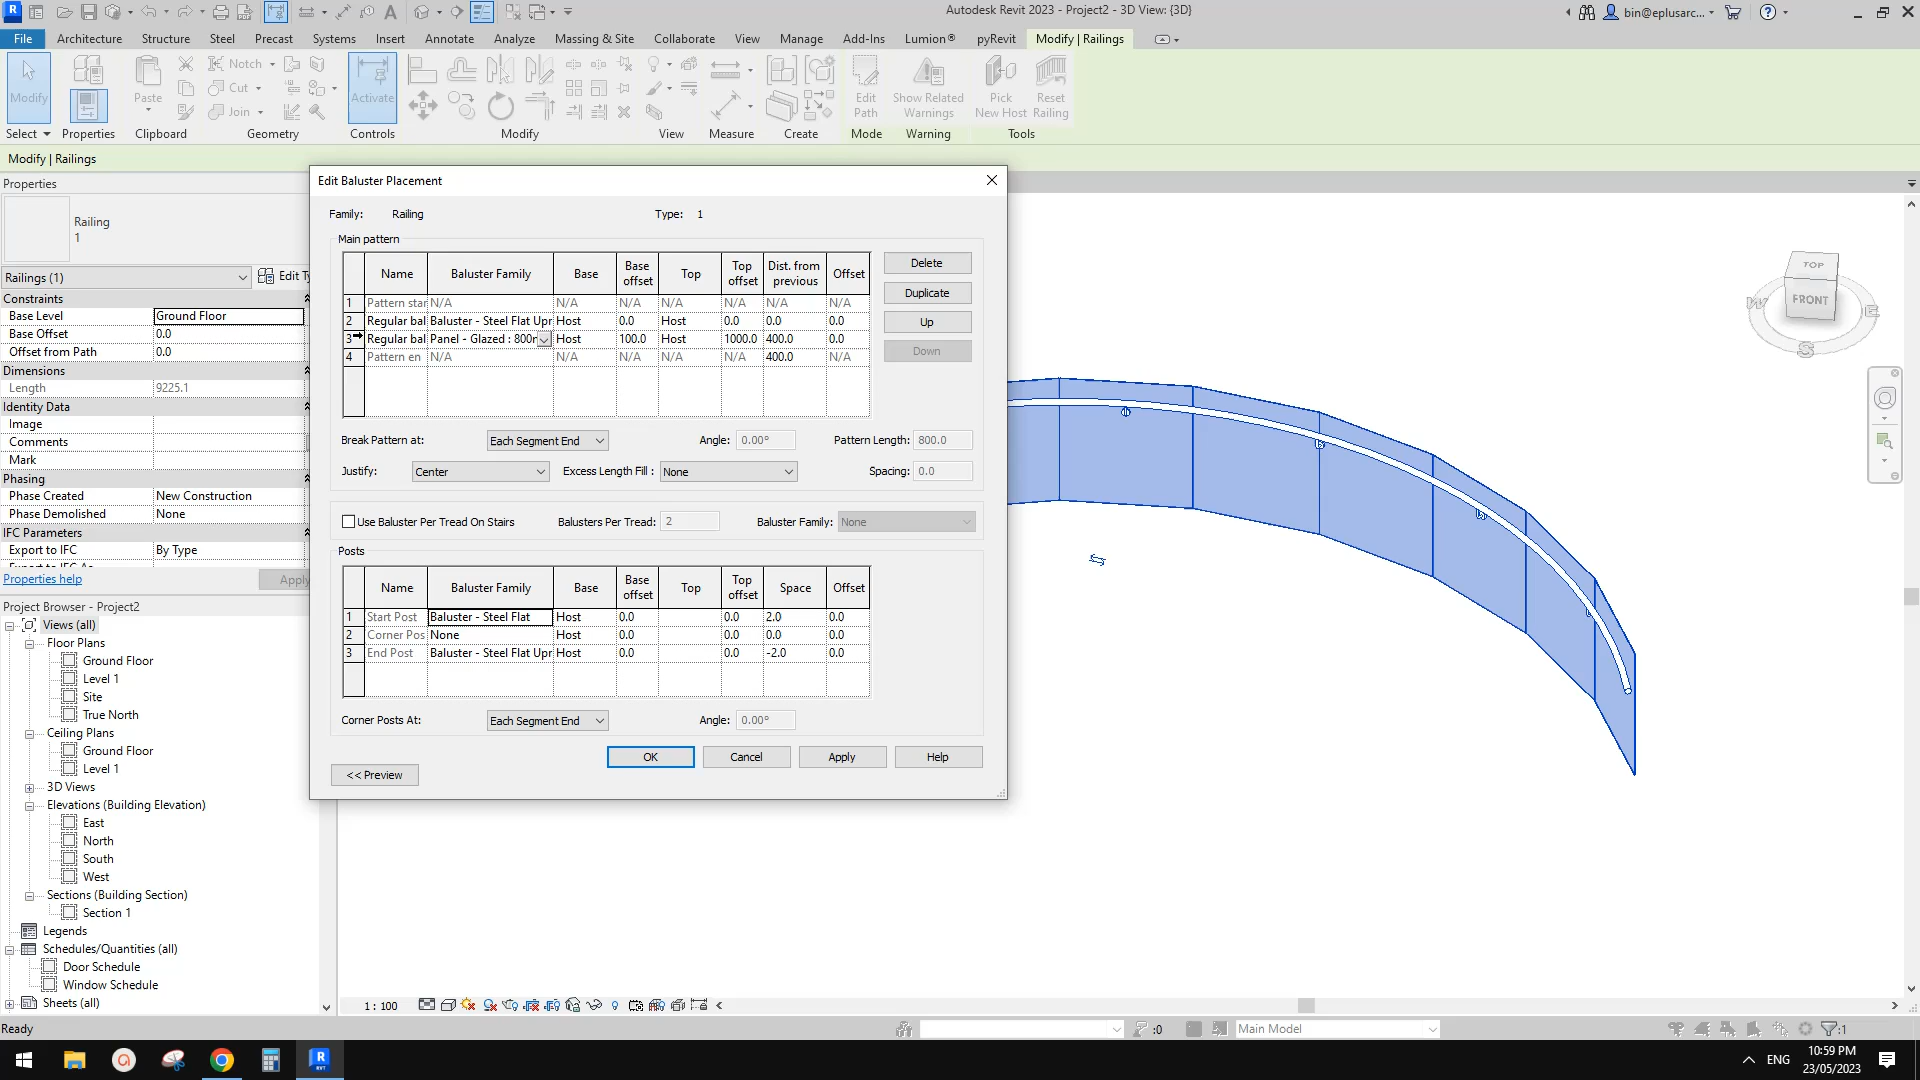 Autodesk Revit 2023 - Project2 - 3D View: {3D}
bin@eplusarc...
File Architecture Structure Steel Precast Systems Insert Annotate Analyze Massing & Site Collaborate View Manage Add-Ins Lumion® pyRevit Modify | Railings
Modify
Properties
Paste
Notch
Cut
Join
Activate
Edit Path
Show Related Warnings
Pick New Host
Reset Railing
Select Properties Clipboard Geometry Controls Modify View Measure Create Mode Warning Tools
Modify | Railings
Properties
Railing
1
Railings (1) Edit Ty
Constraints
Base Level Ground Floor
Base Offset 0.0
Offset from Path 0.0
Dimensions
Length 9225.1
Identity Data
Image
Comments
Mark
Phasing
Phase Created New Construction
Phase Demolished None
IFC Parameters
Export to IFC By Type
Properties help Apply
Project Browser - Project2
Views (all)
Floor Plans
Ground Floor
Level 1
Site
True North
Ceiling Plans
Ground Floor
Level 1
3D Views
Elevations (Building Elevation)
East
North
South
West
Sections (Building Section)
Section 1
Legends
Schedules/Quantities (all)
Door Schedule
Window Schedule
Sheets (all)
Edit Baluster Placement
Family: Railing Type: 1
Main pattern
Name Baluster Family Base Base offset Top Top offset Dist. from previous Offset
1 Pattern star N/A N/A N/A N/A N/A N/A N/A
2 Regular bal Baluster - Steel Flat Upr Host 0.0 Host 0.0 0.0 0.0
3 Regular bal Panel - Glazed : 800r Host 100.0 Host 1000.0 400.0 0.0
4 Pattern en N/A N/A N/A N/A N/A 400.0 N/A
Delete
Duplicate
Up
Down
Break Pattern at: Each Segment End Angle: 0.00° Pattern Length: 800.0
Justify: Center Excess Length Fill : None Spacing: 0.0
Use Baluster Per Tread On Stairs Balusters Per Tread: 2 Baluster Family: None
Posts
Name Baluster Family Base Base offset Top Top offset Space Offset
1 Start Post Baluster - Steel Flat Host 0.0 0.0 2.0 0.0
2 Corner Pos None Host 0.0 0.0 0.0 0.0
3 End Post Baluster - Steel Flat Upr Host 0.0 0.0 -2.0 0.0
Corner Posts At: Each Segment End Angle: 0.00°
OK Cancel Apply Help
<< Preview
TOP
FRONT
W
E
S
1 : 100
Ready
:0
Main Model
:1
ENG
10:59 PM
23/05/2023